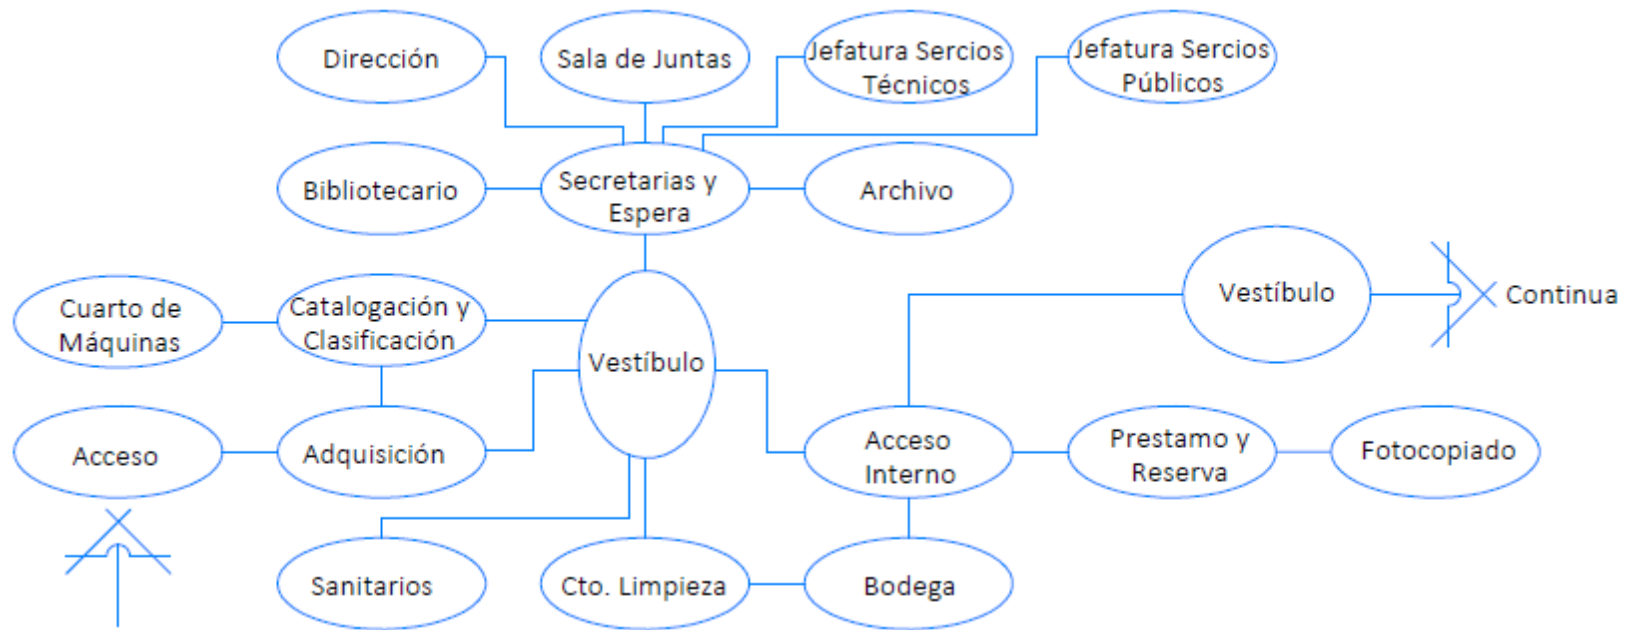 Dirección
Sala de Juntas
Jefatura Sercios
Técnicos
Jefatura Sercios
Públicos
Bibliotecario
Secretarias y
Espera
Archivo
Cuarto de
Máquinas
Catalogación y
Clasificación
Vestíbulo
Vestíbulo
Continua
Acceso
Adquisición
Acceso
Interno
Prestamo y
Reserva
Fotocopiado
Sanitarios
Cto. Limpieza
Bodega